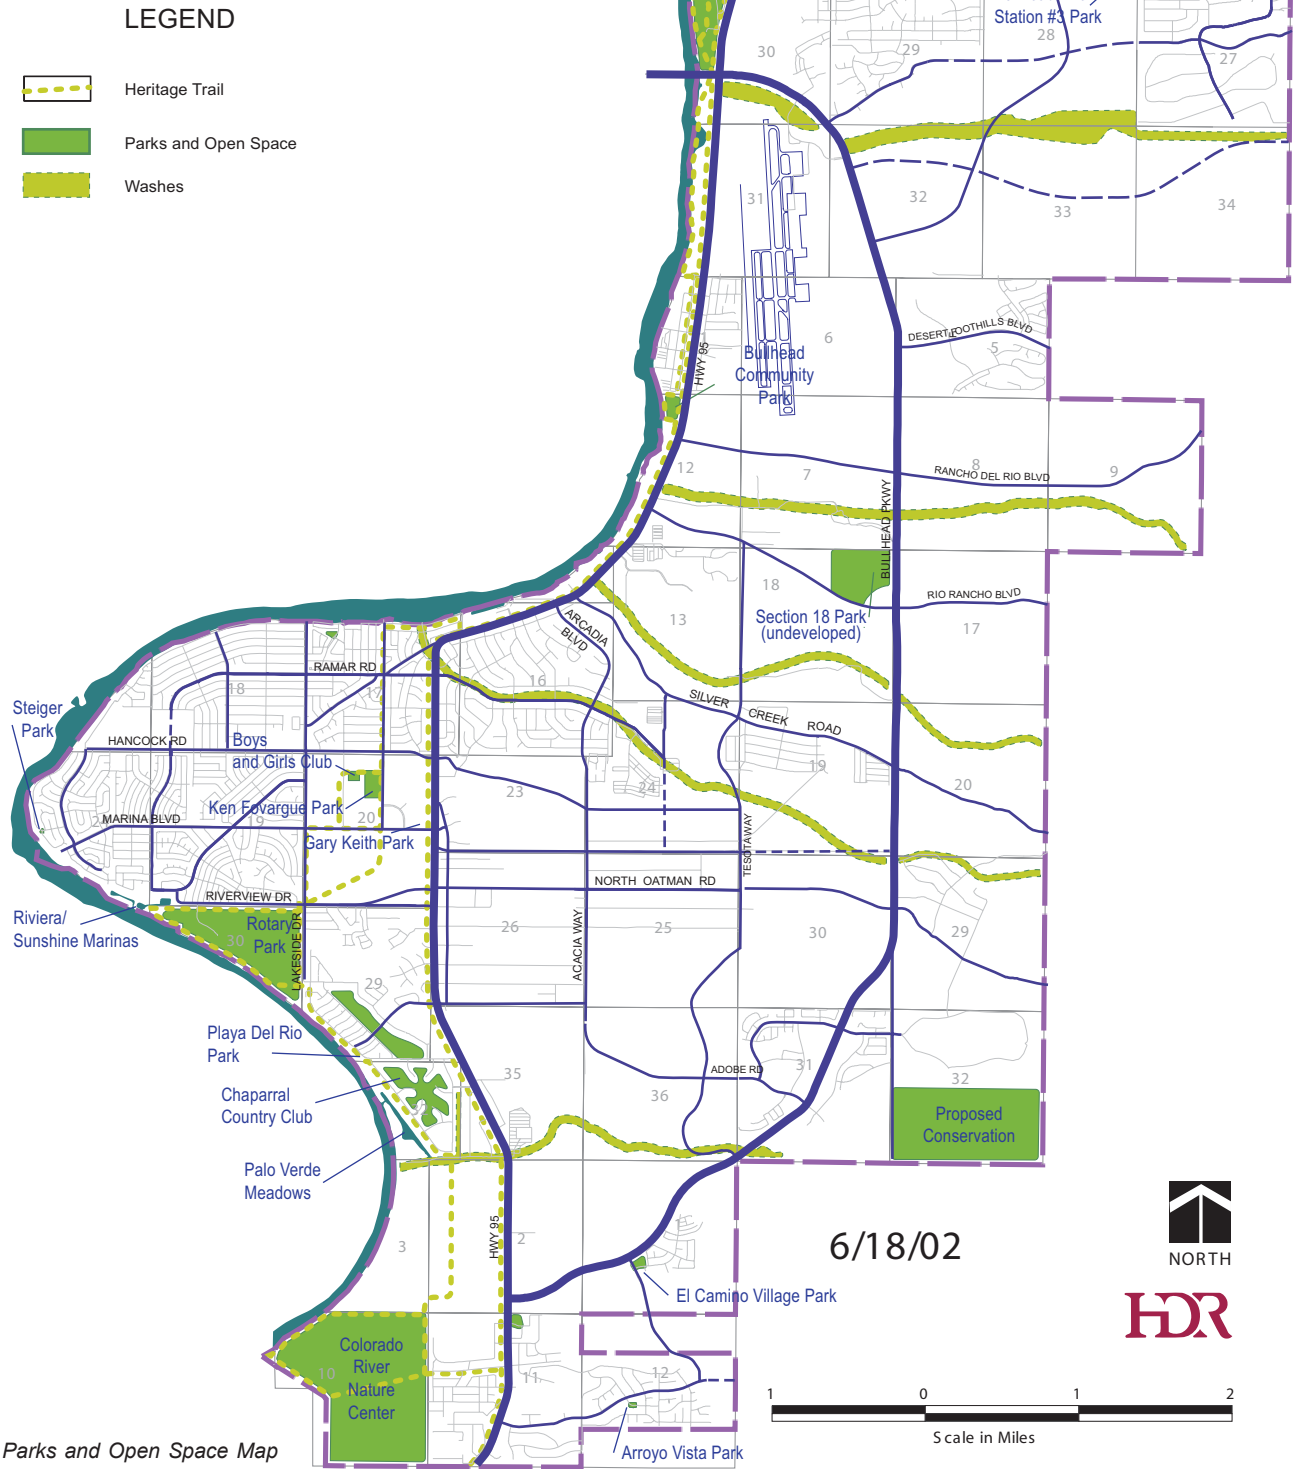 LEGEND
Heritage Trail
Parks and Open Space
Washes
Station #3 Park
30
29
28
27
31
32
33
34
HWY 95
6
DESERT FOOTHILLS BLVD
5
Bullhead
Community
Park
12
7
8
9
RANCHO DEL RIO BLVD
BULLHEAD PKWY
18
13
RIO RANCHO BLVD
17
Section 18 Park
(undeveloped)
ARCADIA
BLVD
RAMAR RD
18
17
16
SILVER CREEK ROAD
Steiger
Park
HANCOCK RD
Boys
and Girls Club
Ken Fovargue Park
MARINA BLVD
19
20
Gary Keith Park
23
24
19
20
TESOTA WAY
RIVERVIEW DR
NORTH OATMAN RD
Riviera/
Sunshine Marinas
Rotary
Park
30
LAKESIDE DR
29
26
ACACIA WAY
25
30
29
Playa Del Rio
Park
Chaparral
Country Club
Palo Verde
Meadows
35
36
ADOBE RD
31
32
Proposed
Conservation
3
HWY 95
2
1
6/18/02
NORTH
HDR
El Camino Village Park
Colorado
River
Nature
Center
10
11
12
Arroyo Vista Park
1 0 1 2
Scale in Miles
Parks and Open Space Map